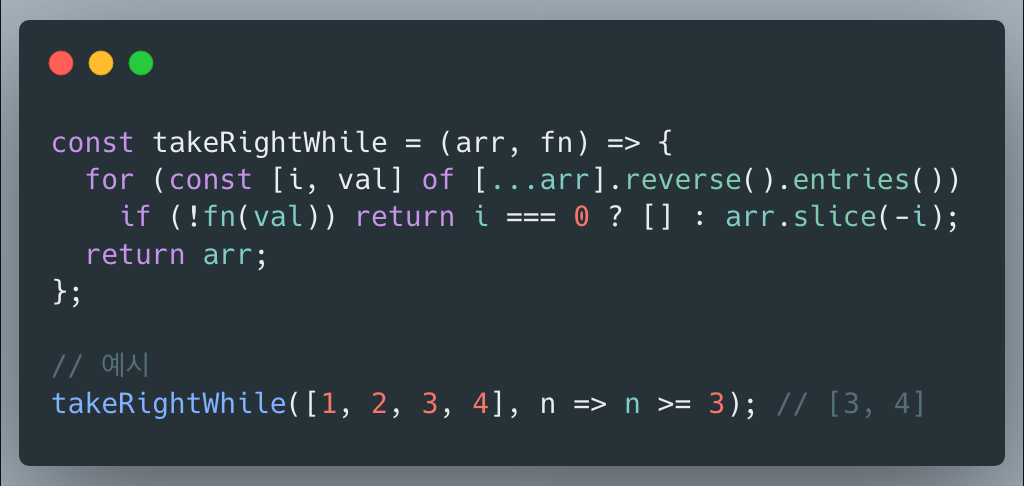 const takeRightWhile = (arr, fn) => {
  for (const [i, val] of [...arr].reverse().entries())
    if (!fn(val)) return i === 0 ? [] : arr.slice(-i);
  return arr;
};

// 예시
takeRightWhile([1, 2, 3, 4], n => n >= 3); // [3, 4]